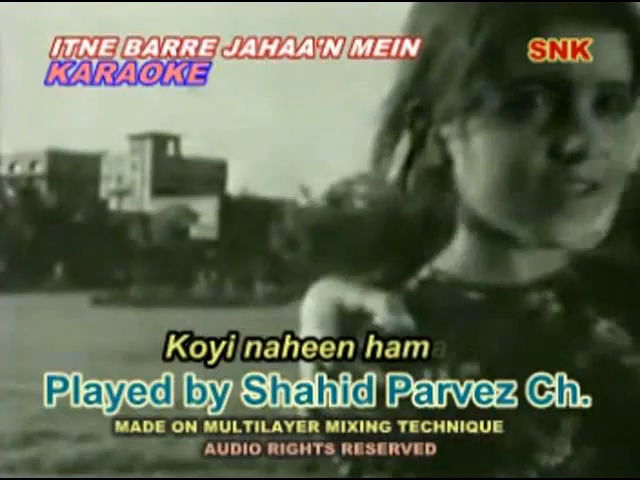 ITNE BARRE JAHAA'N MEIN
SNK
KARAOKE
Koyi naheen hama
Played by Shahid Parvez Ch.
MADE ON MULTILAYER MIXING TECHNIQUE
AUDIO RIGHTS RESERVED